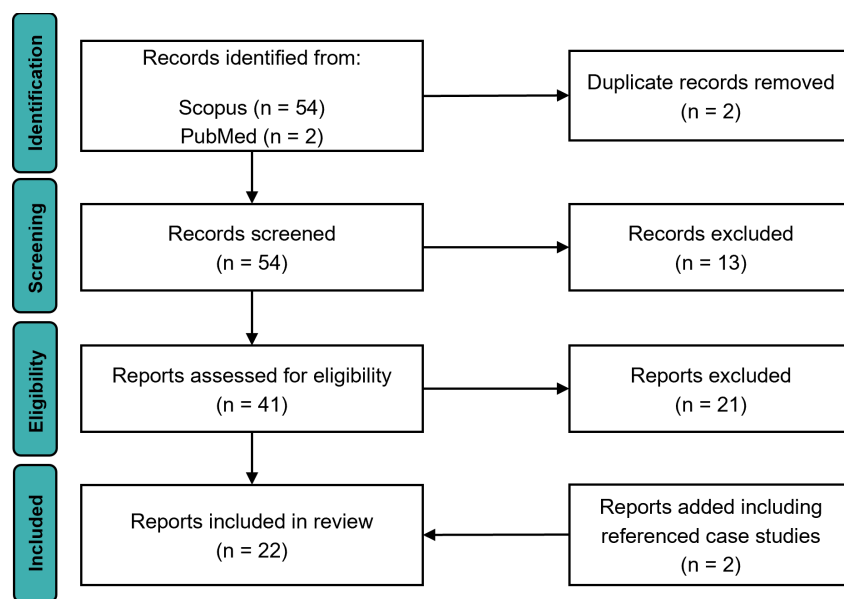 Identification
Records identified from:
Scopus (n = 54)
PubMed (n = 2)
Duplicate records removed
(n = 2)
Screening
Records screened
(n = 54)
Records excluded
(n = 13)
Eligibility
Reports assessed for eligibility
(n = 41)
Reports excluded
(n = 21)
Included
Reports included in review
(n = 22)
Reports added including
referenced case studies
(n = 2)